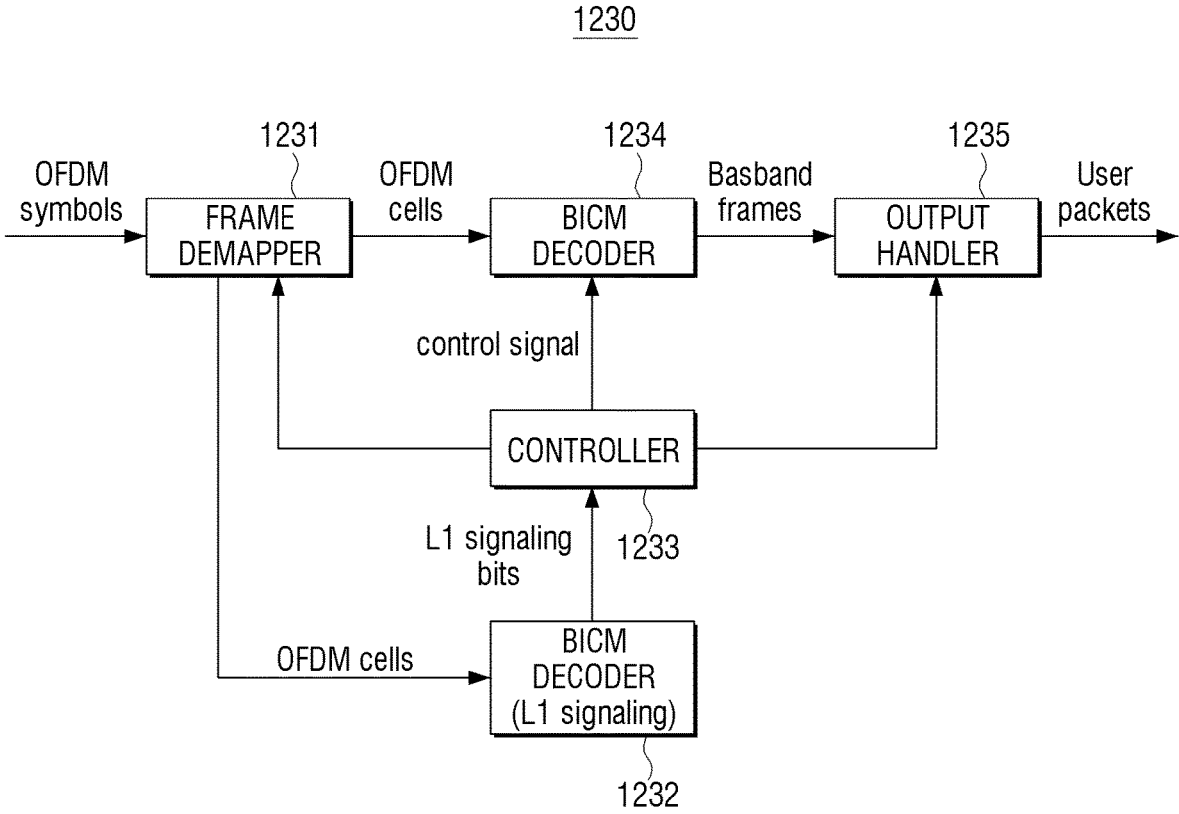 1230
1231
1234
1235
OFDM
symbols
FRAME
DEMAPPER
OFDM
cells
BICM
DECODER
Basband
frames
OUTPUT
HANDLER
User
packets
control signal
CONTROLLER
1233
L1 signaling
bits
OFDM cells
BICM
DECODER
(L1 signaling)
1232